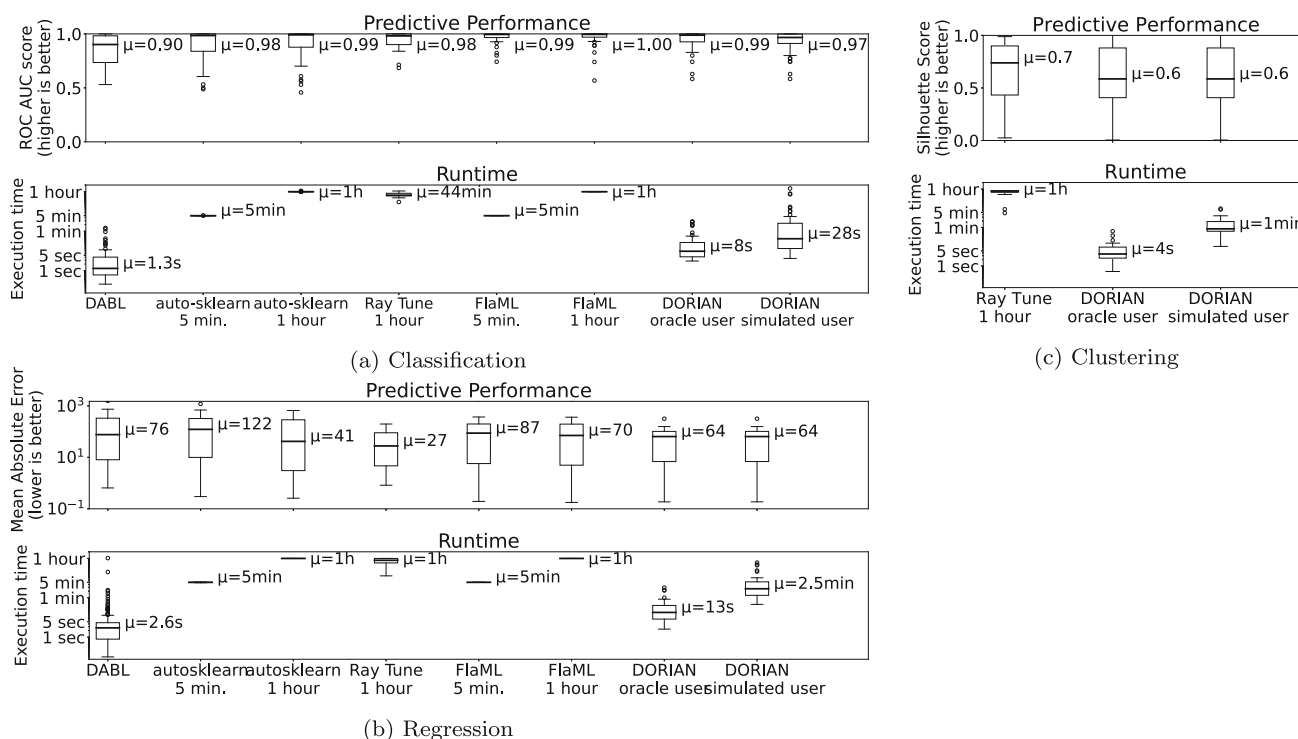 Predictive Performance
ROC AUC score
(higher is better)
1.0
0.5
0.0
μ=0.90
μ=0.98
μ=0.99
μ=0.98
μ=0.99
μ=1.00
μ=0.99
μ=0.97
Runtime
Execution time
1 hour
5 min
1 min
5 sec
1 sec
μ=1.3s
μ=5min
μ=1h
μ=44min
μ=5min
μ=1h
μ=8s
μ=28s
DABL
auto-sklearn
5 min.
auto-sklearn
1 hour
Ray Tune
1 hour
FlaML
5 min.
FlaML
1 hour
DORIAN
oracle user
DORIAN
simulated user
(a) Classification
Predictive Performance
Silhouette Score
(higher is better)
1.0
0.5
0.0
μ=0.7
μ=0.6
μ=0.6
Runtime
Execution time
1 hour
5 min
1 min
5 sec
1 sec
μ=1h
μ=4s
μ=1min
Ray Tune
1 hour
DORIAN
oracle user
DORIAN
simulated user
(c) Clustering
Predictive Performance
Mean Absolute Error
(lower is better)
10³
10¹
10⁻¹
μ=76
μ=122
μ=41
μ=27
μ=87
μ=70
μ=64
μ=64
Runtime
Execution time
1 hour
5 min
1 min
5 sec
1 sec
μ=2.6s
μ=5min
μ=1h
μ=1h
μ=5min
μ=1h
μ=13s
μ=2.5min
DABL
autosklearn
5 min.
autosklearn
1 hour
Ray Tune
1 hour
FlaML
5 min.
FlaML
1 hour
DORIAN
oracle user
DORIAN
simulated user
(b) Regression